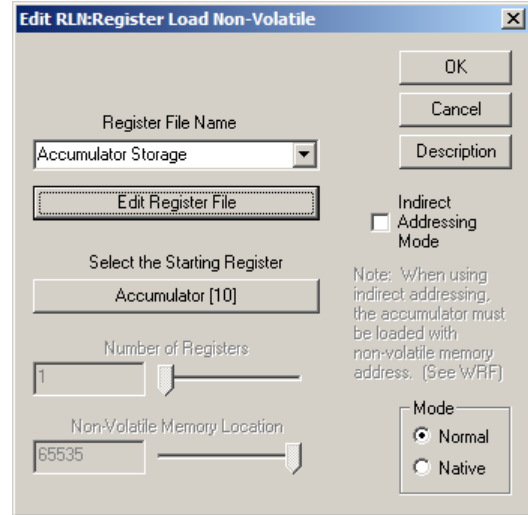 Edit RLN:Register Load Non-Volatile
OK
Cancel
Description
Register File Name
Accumulator Storage
Edit Register File
Indirect
Addressing
Mode
Select the Starting Register
Accumulator [10]
Note: When using
indirect addressing,
the accumulator must
be loaded with
non-volatile memory
address. (See WRF)
Number of Registers
1
Non-Volatile Memory Location
65535
Mode
Normal
Native